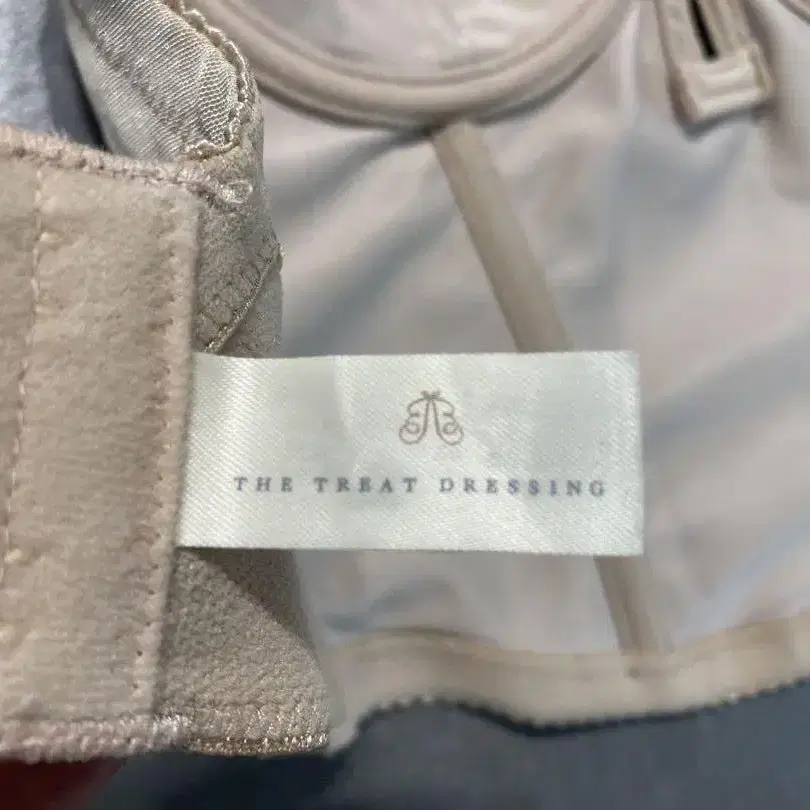 THE TREAT DRESSING